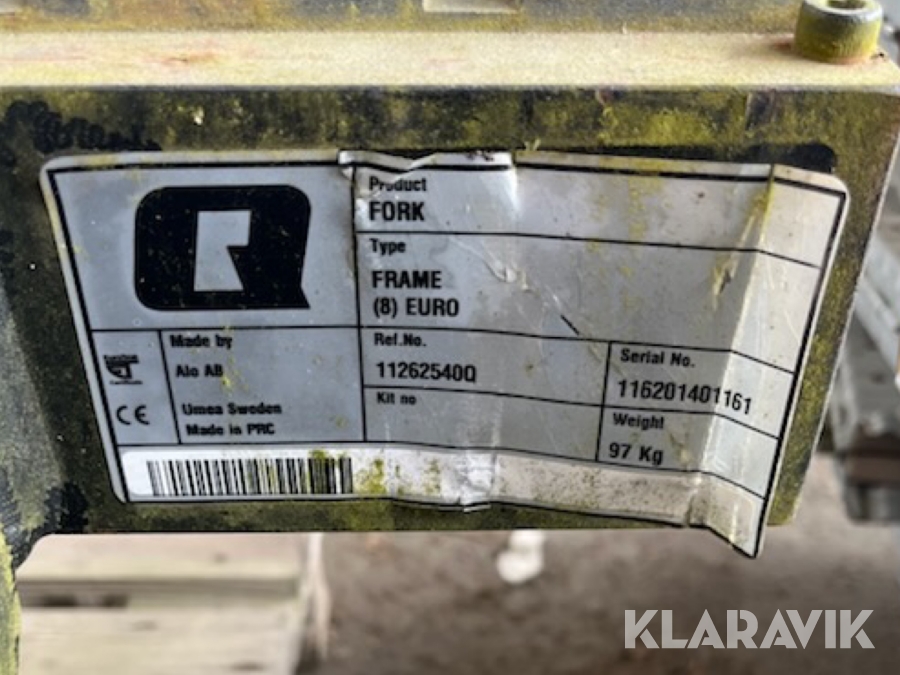 Product
FORK
Type
FRAME
(8) EURO
Made by
Alo AB
Umea Sweden
Made in PRC
CE
Ref.No.
11262540Q
Kit no
Serial No.
116201401161
Weight
97 Kg
KLARAVIK